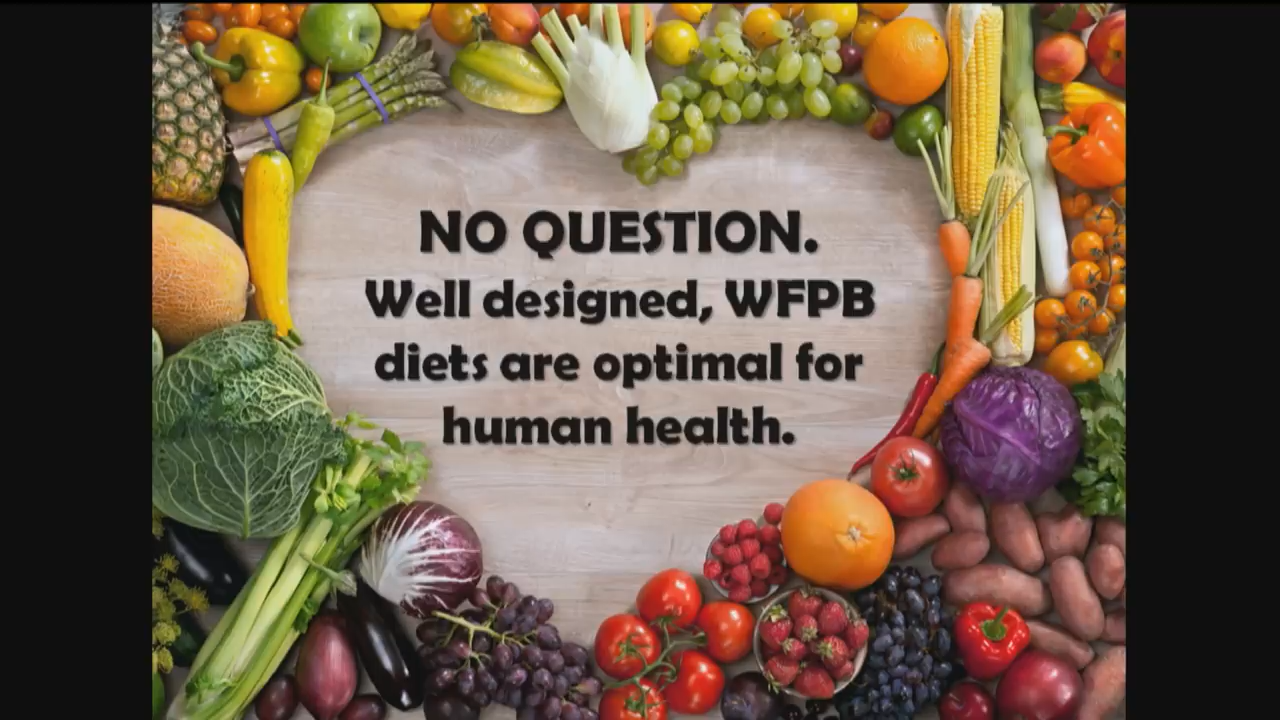 NO QUESTION.
Well designed, WFPB
diets are optimal for
human health.